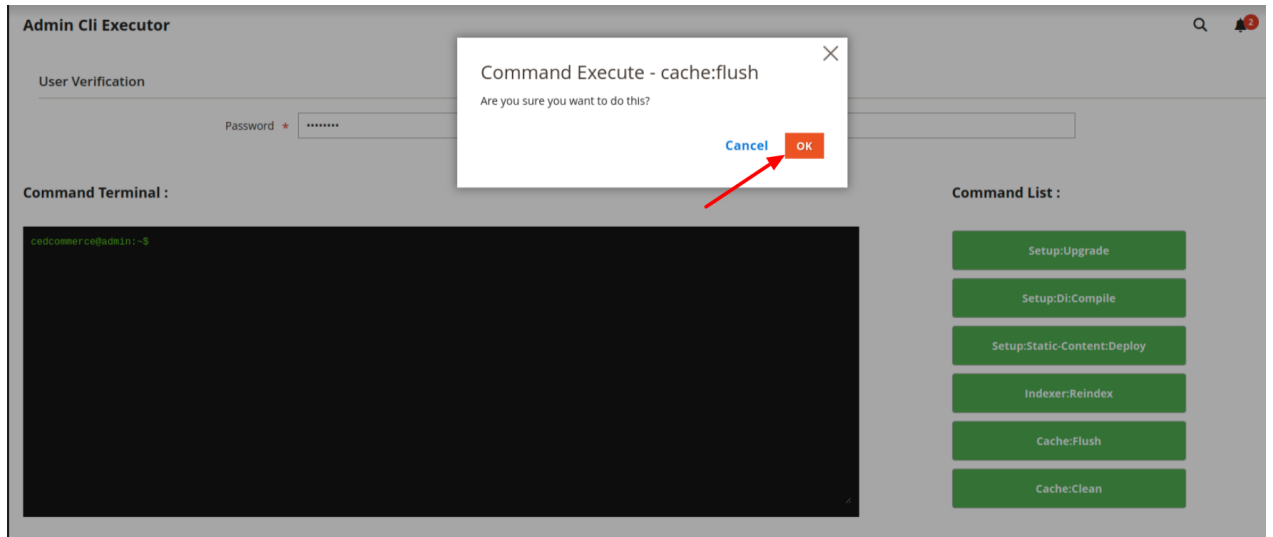 Admin Cli Executor
2
Command Execute - cache:flush
Are you sure you want to do this?
Cancel
OK
User Verification
Password *
Command Terminal :
cedcommerce@admin:~$
Command List :
Setup:Upgrade
Setup:Di:Compile
Setup:Static-Content:Deploy
Indexer:Reindex
Cache:Flush
Cache:Clean